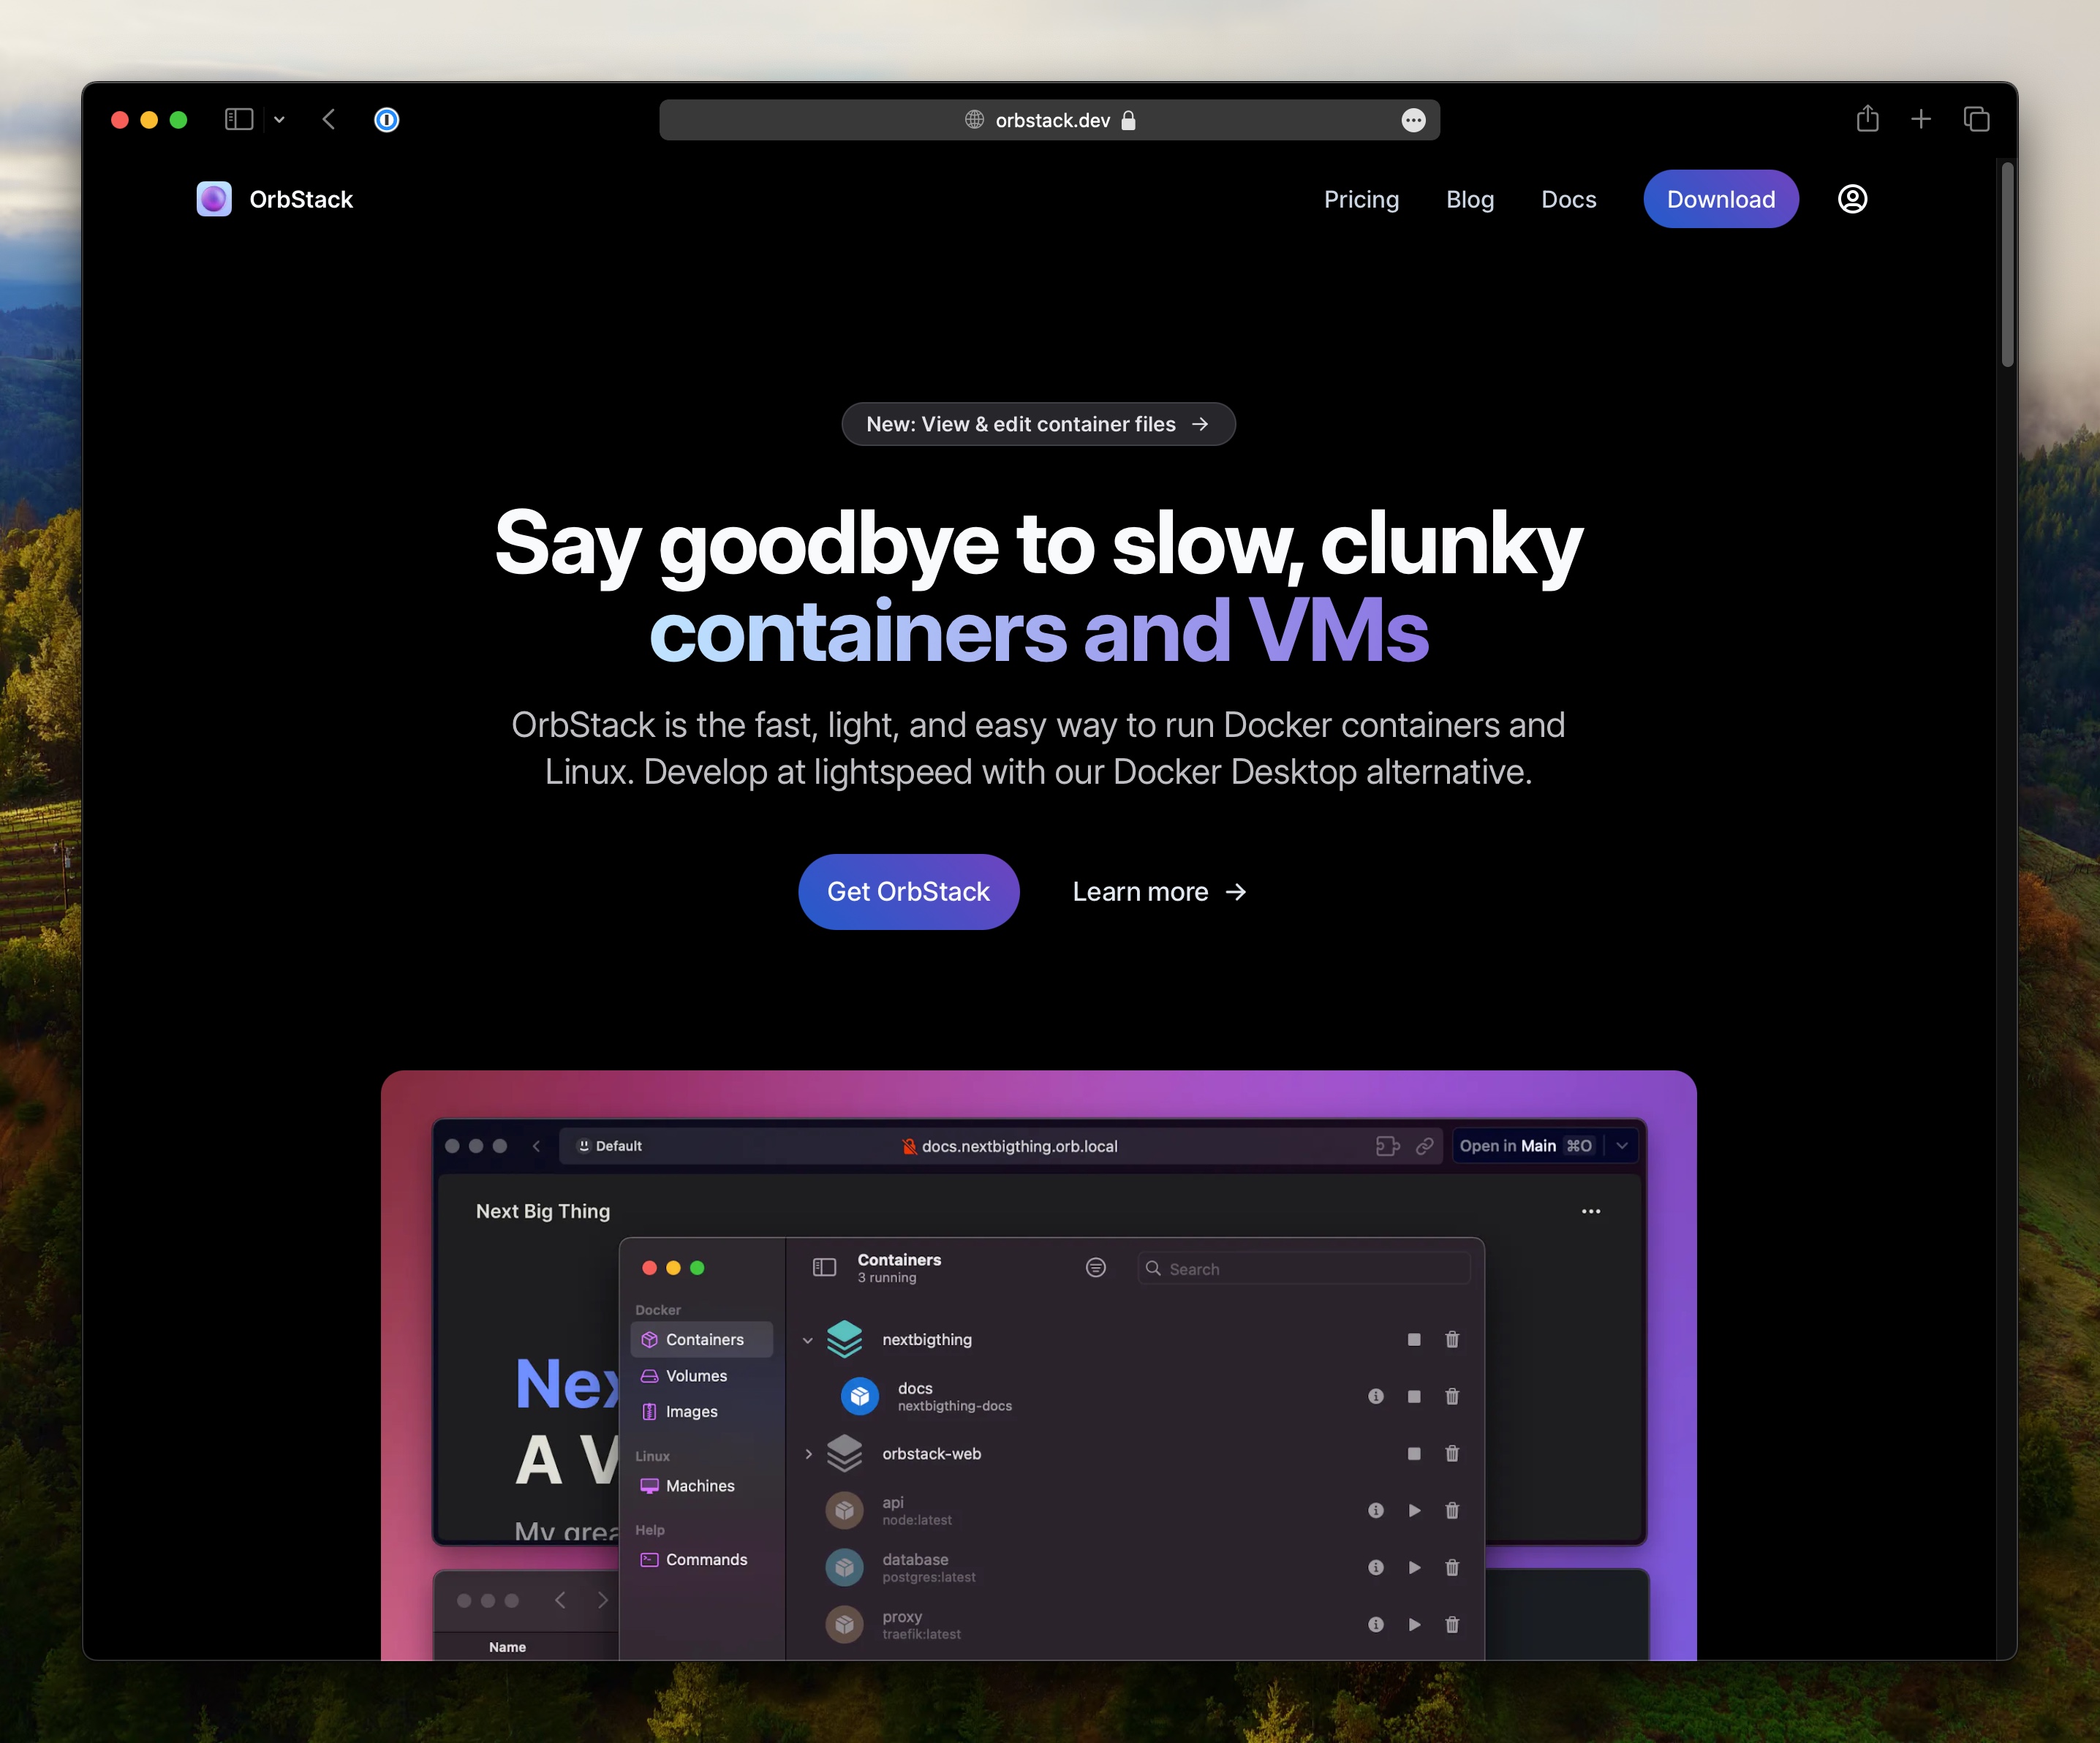 orbstack.dev
OrbStack
Pricing
Blog
Docs
Download
New: View & edit container files →
Say goodbye to slow, clunky
containers and VMs
OrbStack is the fast, light, and easy way to run Docker containers and
Linux. Develop at lightspeed with our Docker Desktop alternative.
Get OrbStack
Learn more →
Default
docs.nextbigthing.orb.local
Open in Main ⌘O
Next Big Thing
Nex
A V
My grea
Name
Docker
Containers
Volumes
Images
Linux
Machines
Help
Commands
Containers
3 running
Search
nextbigthing
docs
nextbigthing-docs
orbstack-web
api
node:latest
database
postgres:latest
proxy
traefik:latest